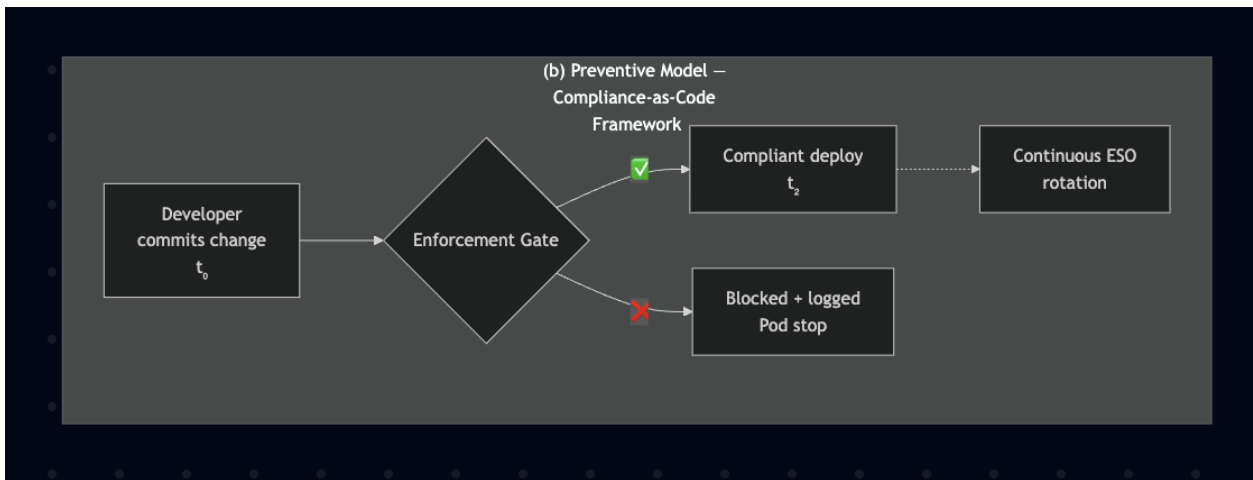 (b) Preventive Model —
Compliance-as-Code
Framework
Developer
commits change
t₀
Enforcement Gate
✅
Compliant deploy
t₂
Continuous ESO
rotation
❌
Blocked + logged
Pod stop